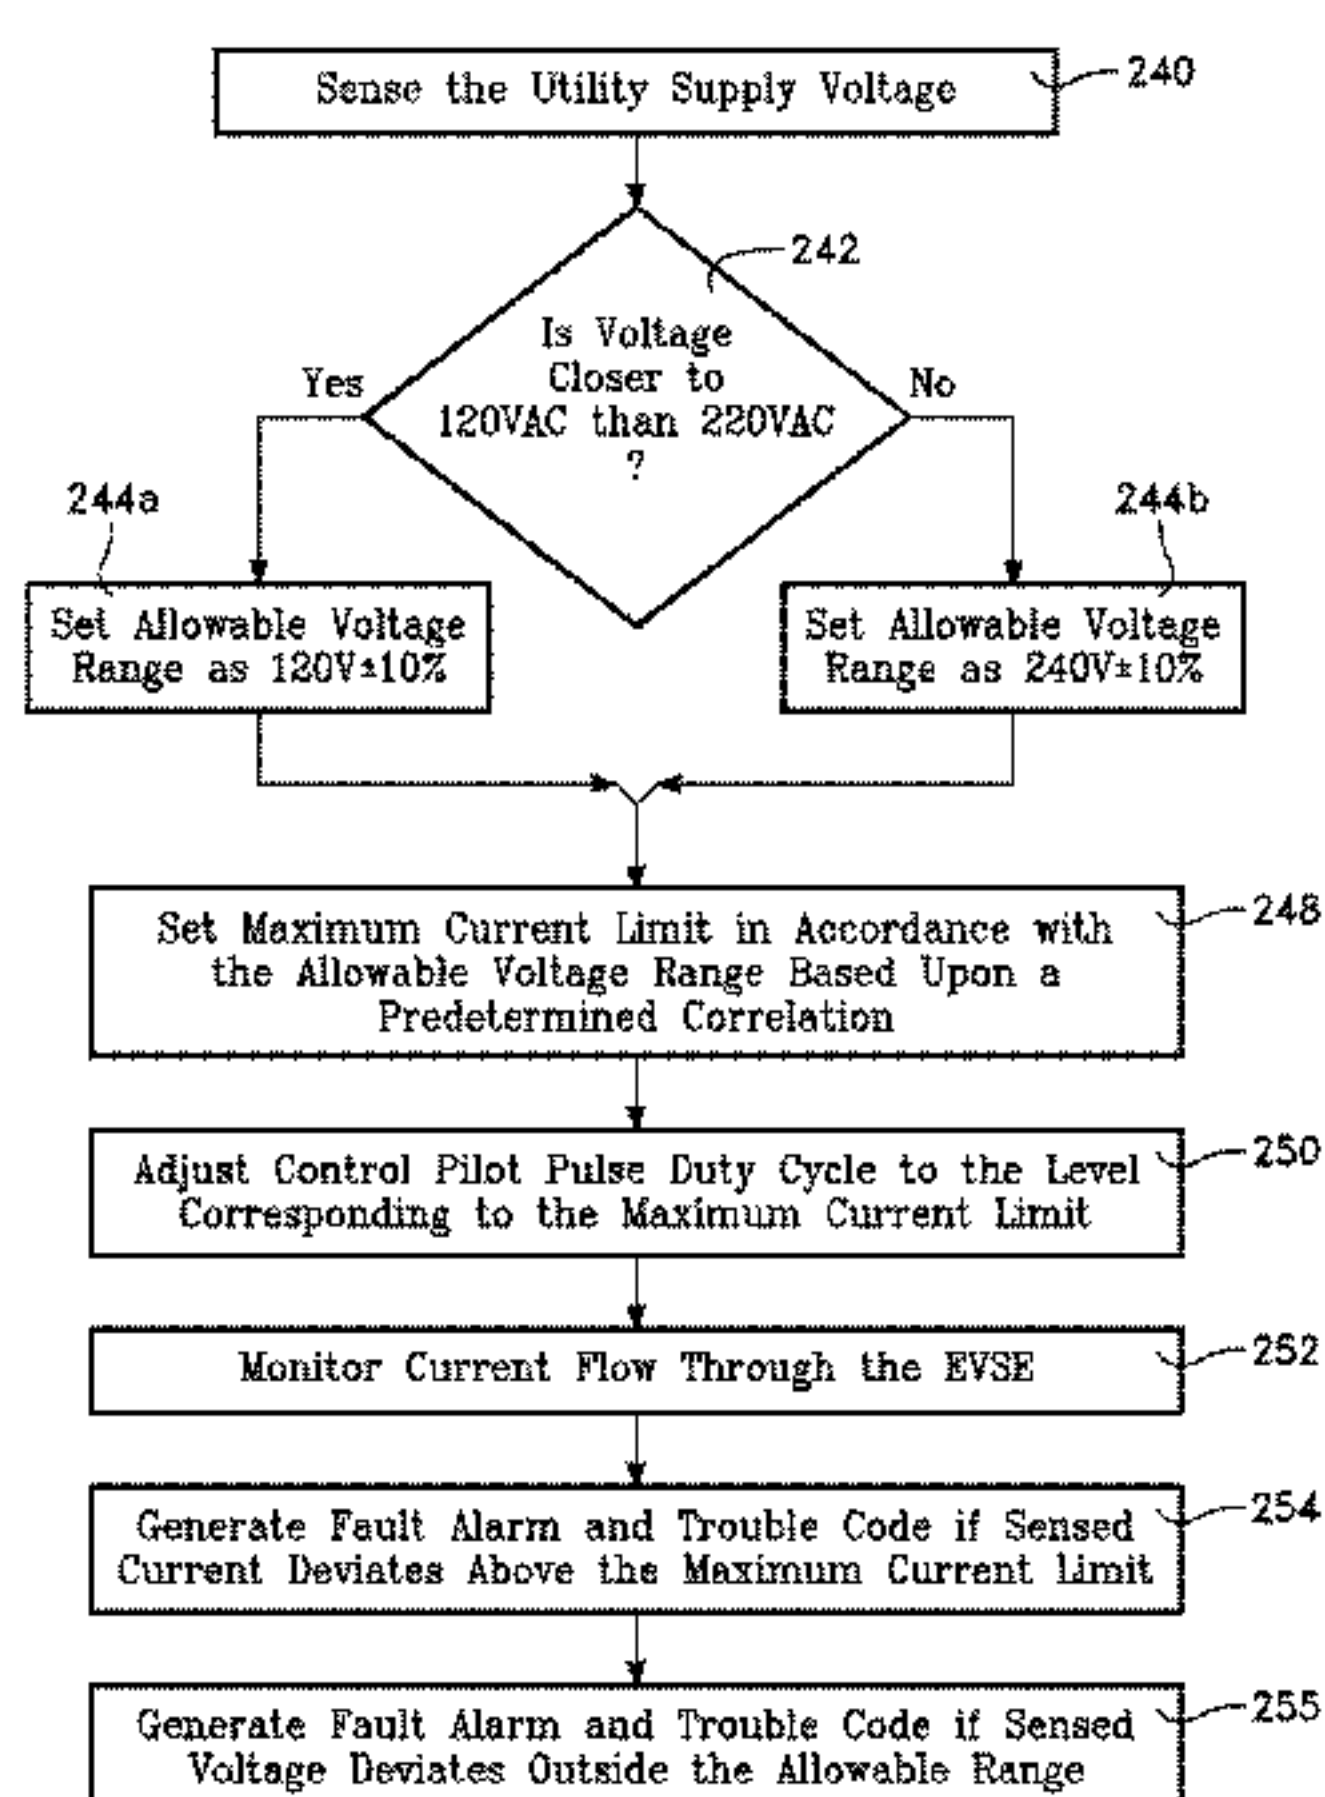 Sense the Utility Supply Voltage
240
242
Is Voltage
Closer to
120VAC than 220VAC
?
Yes
No
244a
244b
Set Allowable Voltage
Range as 120V±10%
Set Allowable Voltage
Range as 240V±10%
Set Maximum Current Limit in Accordance with
the Allowable Voltage Range Based Upon a
Predetermined Correlation
248
Adjust Control Pilot Pulse Duty Cycle to the Level
Corresponding to the Maximum Current Limit
250
Monitor Current Flow Through the EVSE
252
Generate Fault Alarm and Trouble Code if Sensed
Current Deviates Above the Maximum Current Limit
254
Generate Fault Alarm and Trouble Code if Sensed
Voltage Deviates Outside the Allowable Range
255